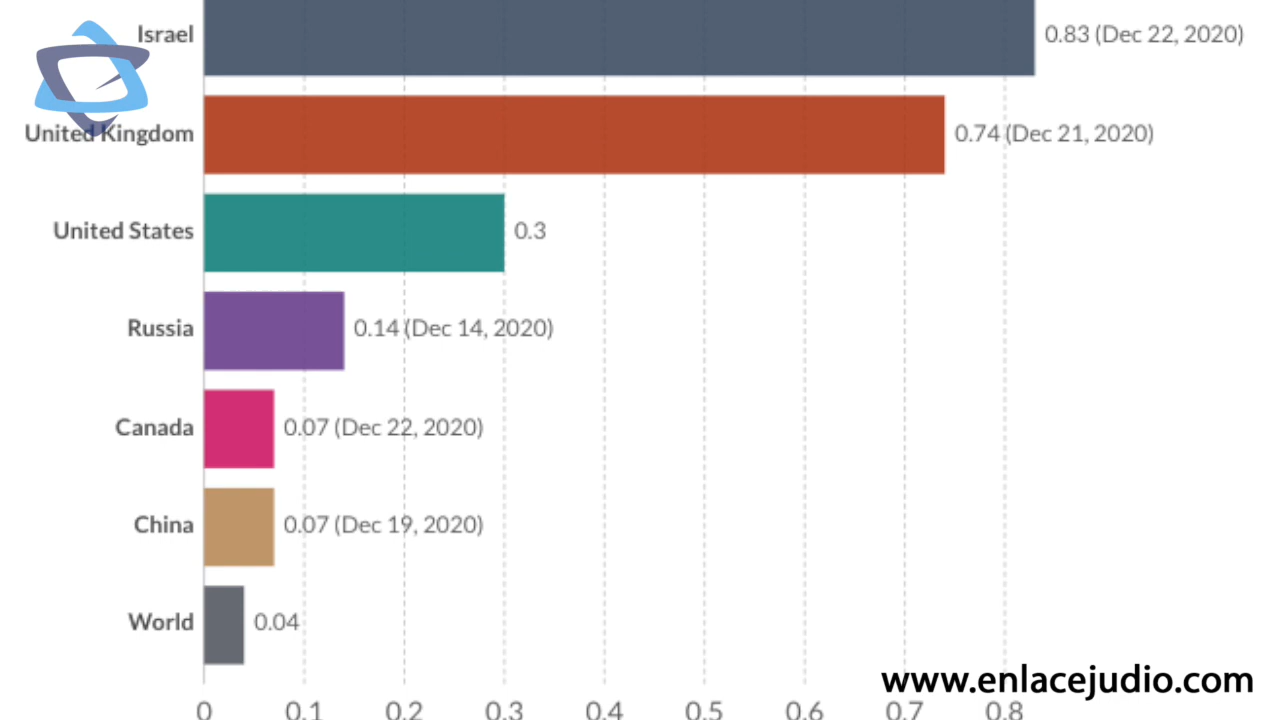 Israel 0.83 (Dec 22, 2020)
United Kingdom 0.74 (Dec 21, 2020)
United States 0.3
Russia 0.14 (Dec 14, 2020)
Canada 0.07 (Dec 22, 2020)
China 0.07 (Dec 19, 2020)
World 0.04
www.enlacejudio.com
0 0.1 0.2 0.3 0.4 0.5 0.6 0.7 0.8